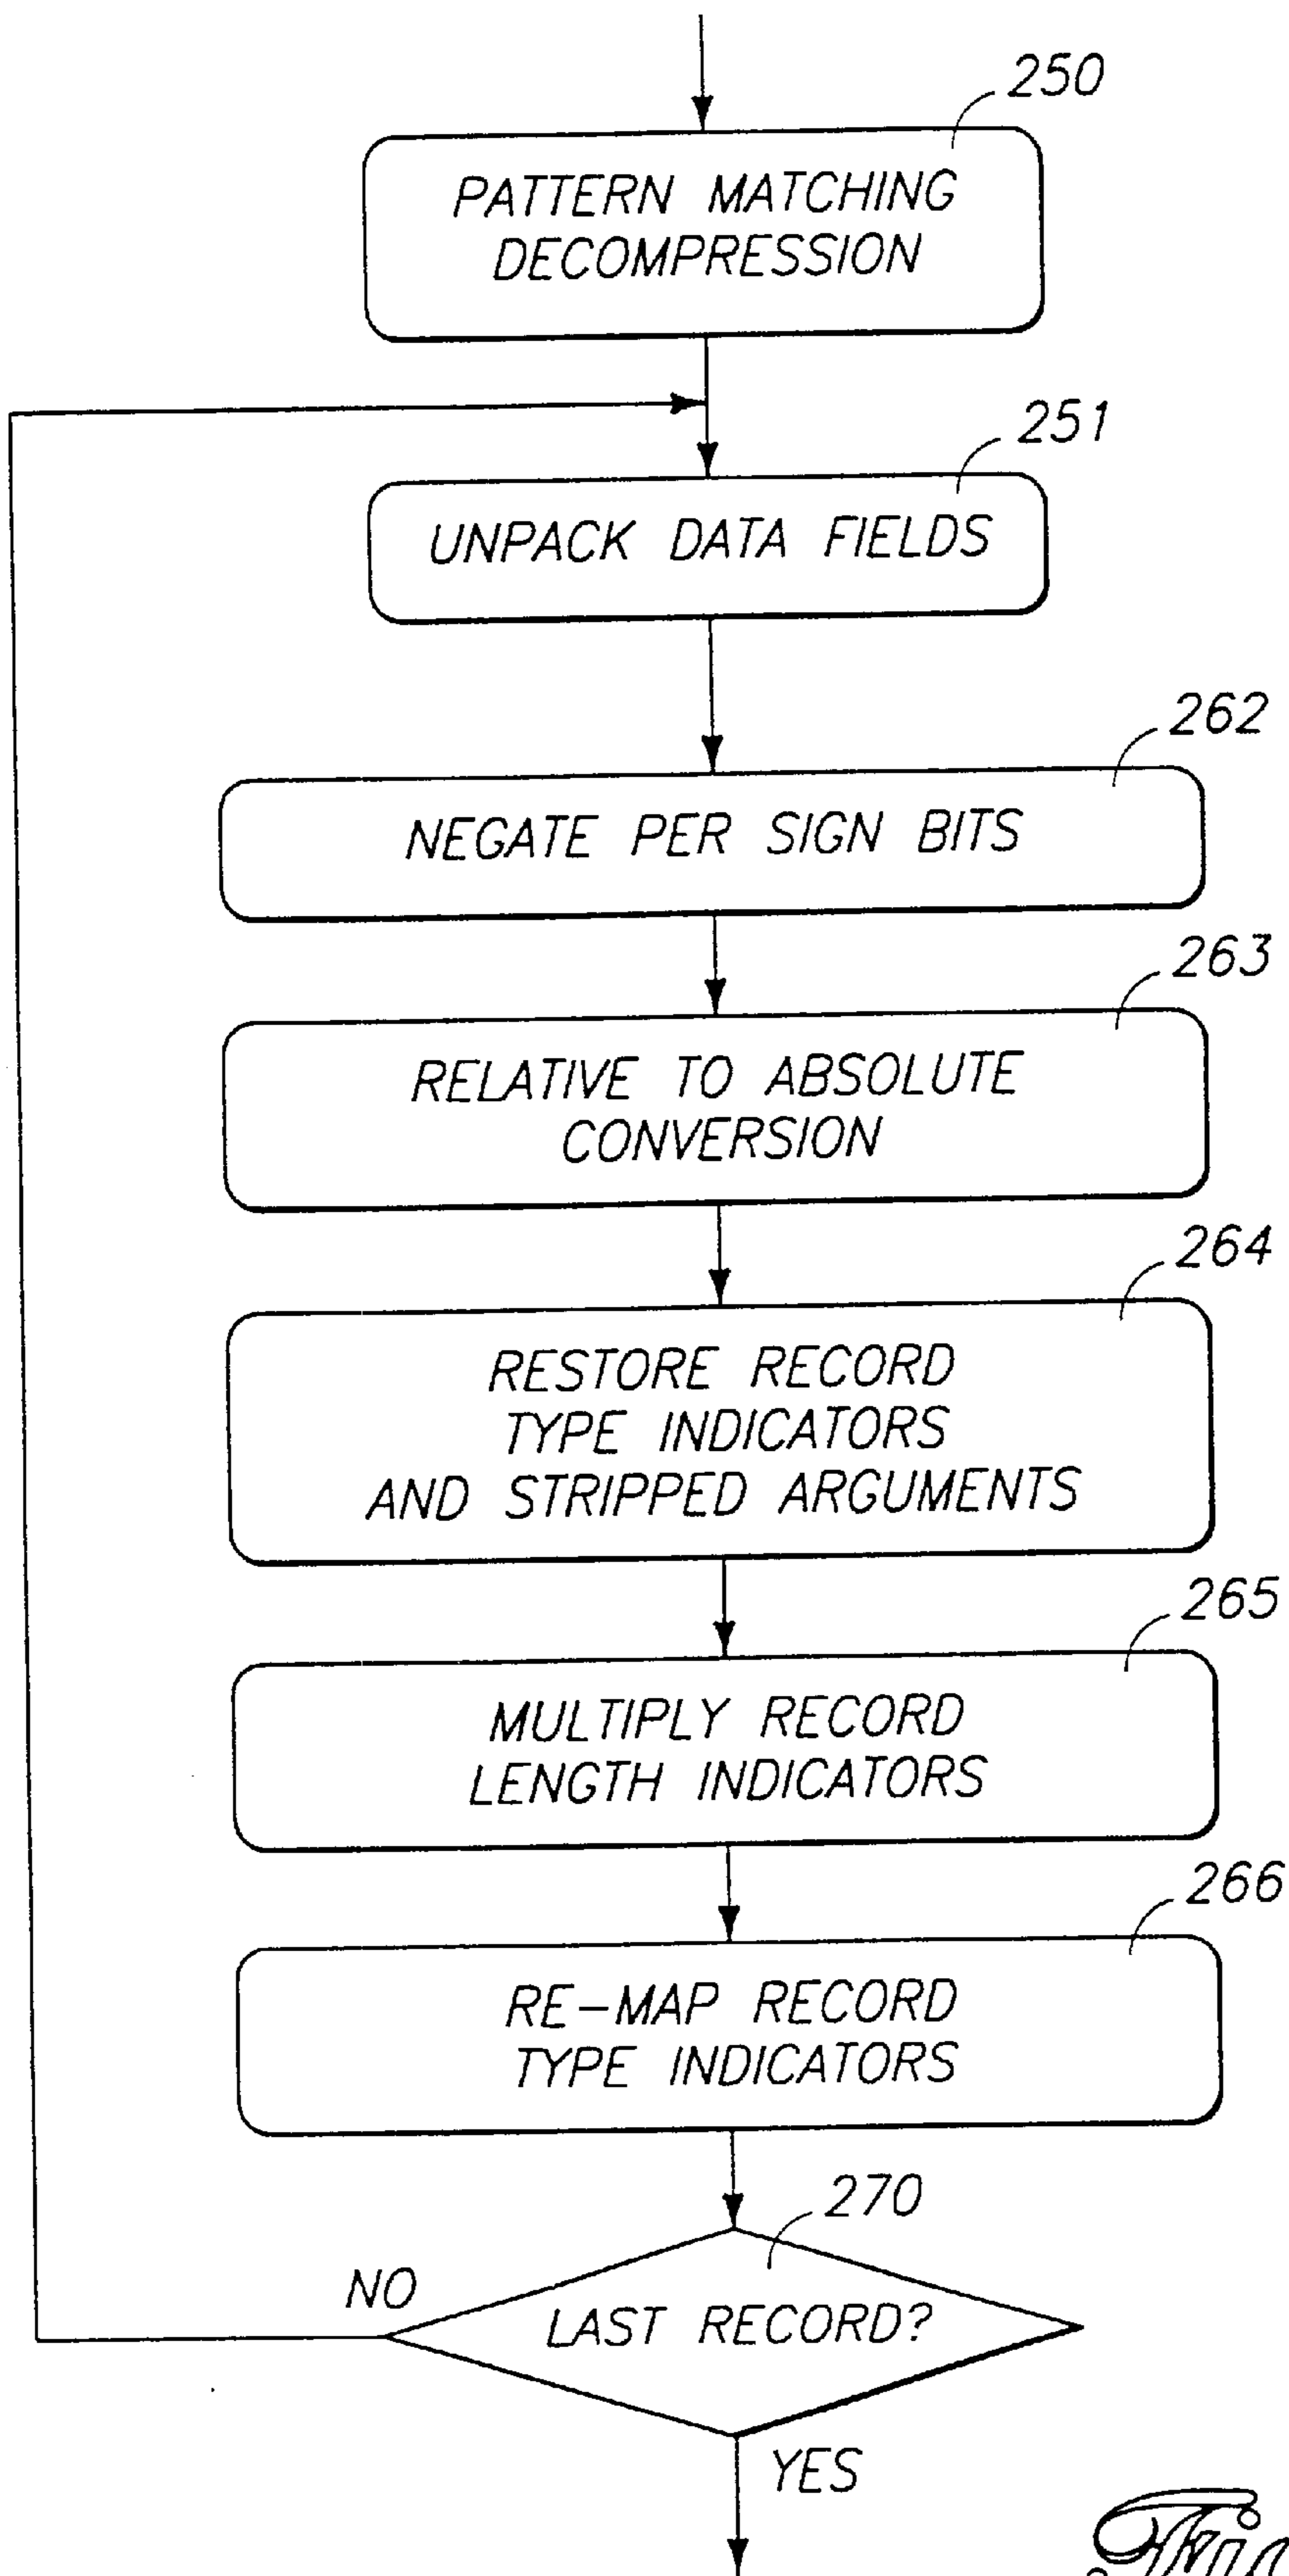 250
PATTERN MATCHING
DECOMPRESSION
251
UNPACK DATA FIELDS
262
NEGATE PER SIGN BITS
263
RELATIVE TO ABSOLUTE
CONVERSION
264
RESTORE RECORD
TYPE INDICATORS
AND STRIPPED ARGUMENTS
265
MULTIPLY RECORD
LENGTH INDICATORS
266
RE-MAP RECORD
TYPE INDICATORS
270
NO
LAST RECORD?
YES